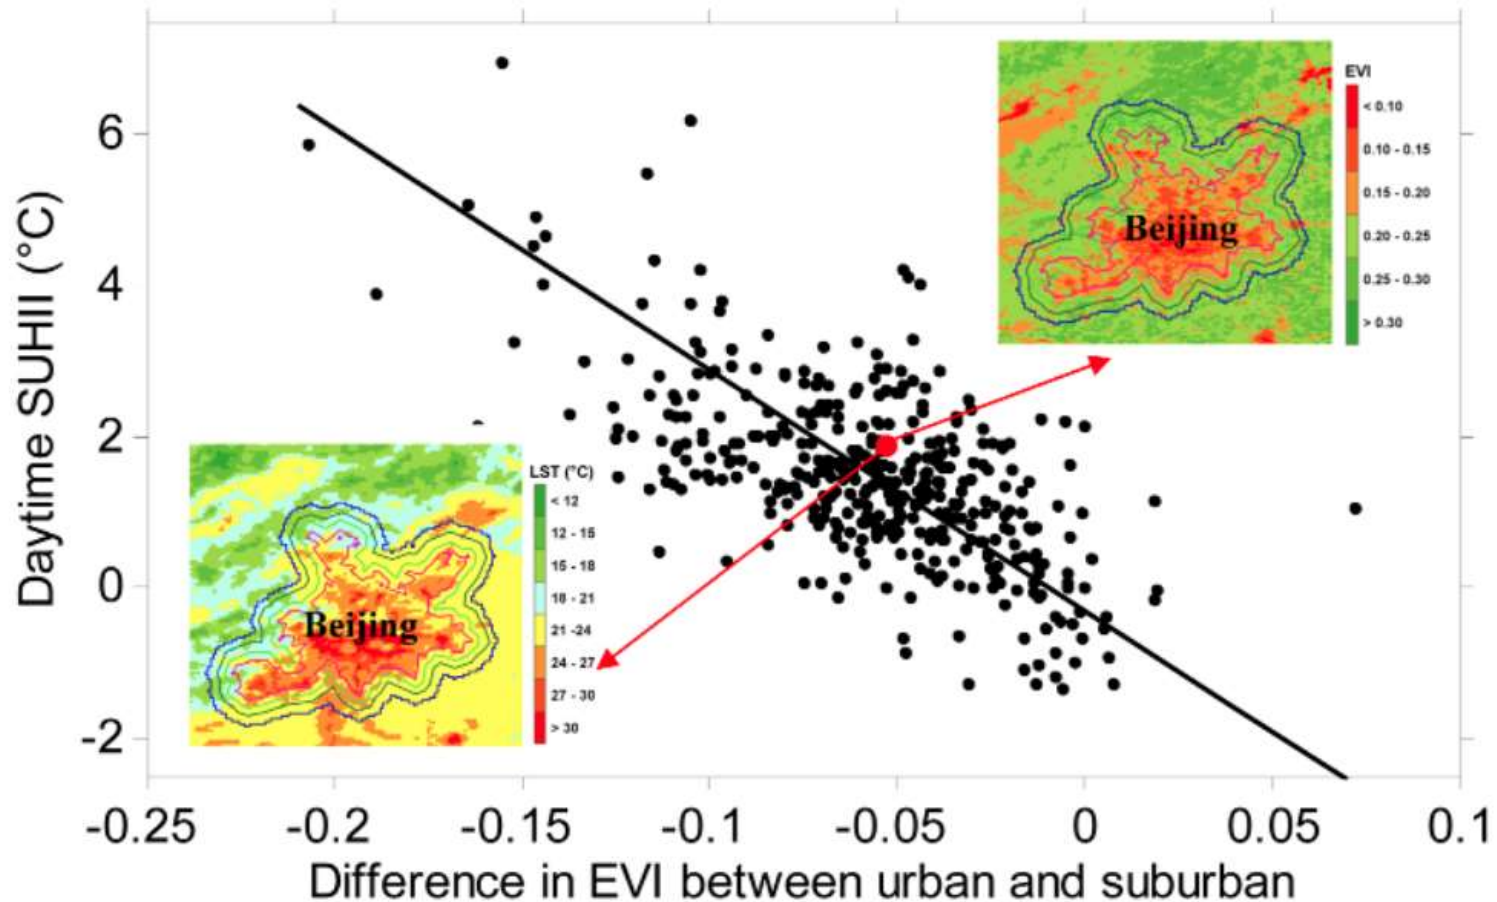 EVI
< 0.10
0.10 - 0.15
0.15 - 0.20
0.20 - 0.25
0.25 - 0.30
> 0.30
Beijing
6
4
2
0
-2
Daytime SUHII (°C)
LST (°C)
< 12
12 - 15
15 - 18
18 - 21
21 -24
24 - 27
27 - 30
> 30
Beijing
-0.25 -0.2 -0.15 -0.1 -0.05 0 0.05 0.1
Difference in EVI between urban and suburban